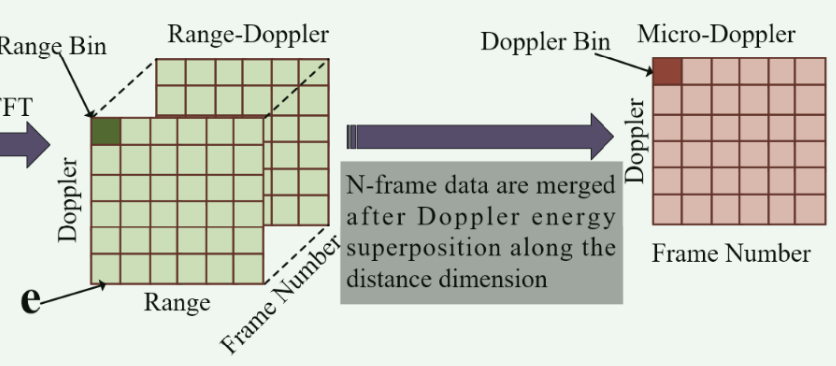 Range Bin
Range-Doppler
Doppler Bin
Micro-Doppler
Doppler
Doppler
N-frame data are merged
after Doppler energy
superposition along the
distance dimension
Frame Number
Frame Number
e
Range